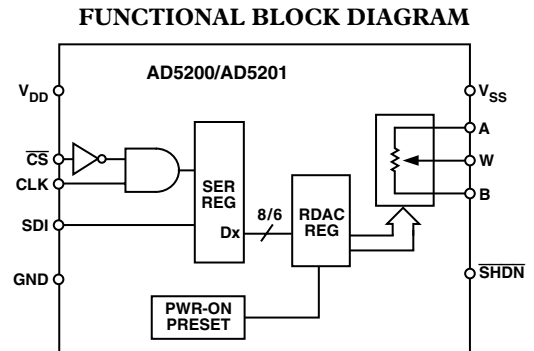 FUNCTIONAL BLOCK DIAGRAM
AD5200/AD5201
VDD
VSS
A
CS
W
CLK
SER
REG
B
8/6
RDAC
REG
SDI
Dx
GND
SHDN
PWR-ON
PRESET